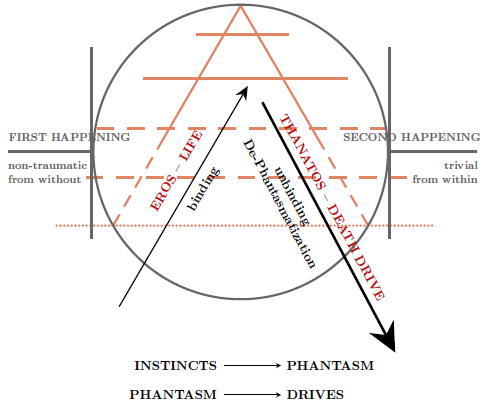 FIRST HAPPENING
SECOND HAPPENING
non-traumatic
from without
trivial
from within
EROS – LIFE
binding
THANATOS – DEATH DRIVE
unbinding
De-Phantasmatization
INSTINCTS PHANTASM
PHANTASM DRIVES